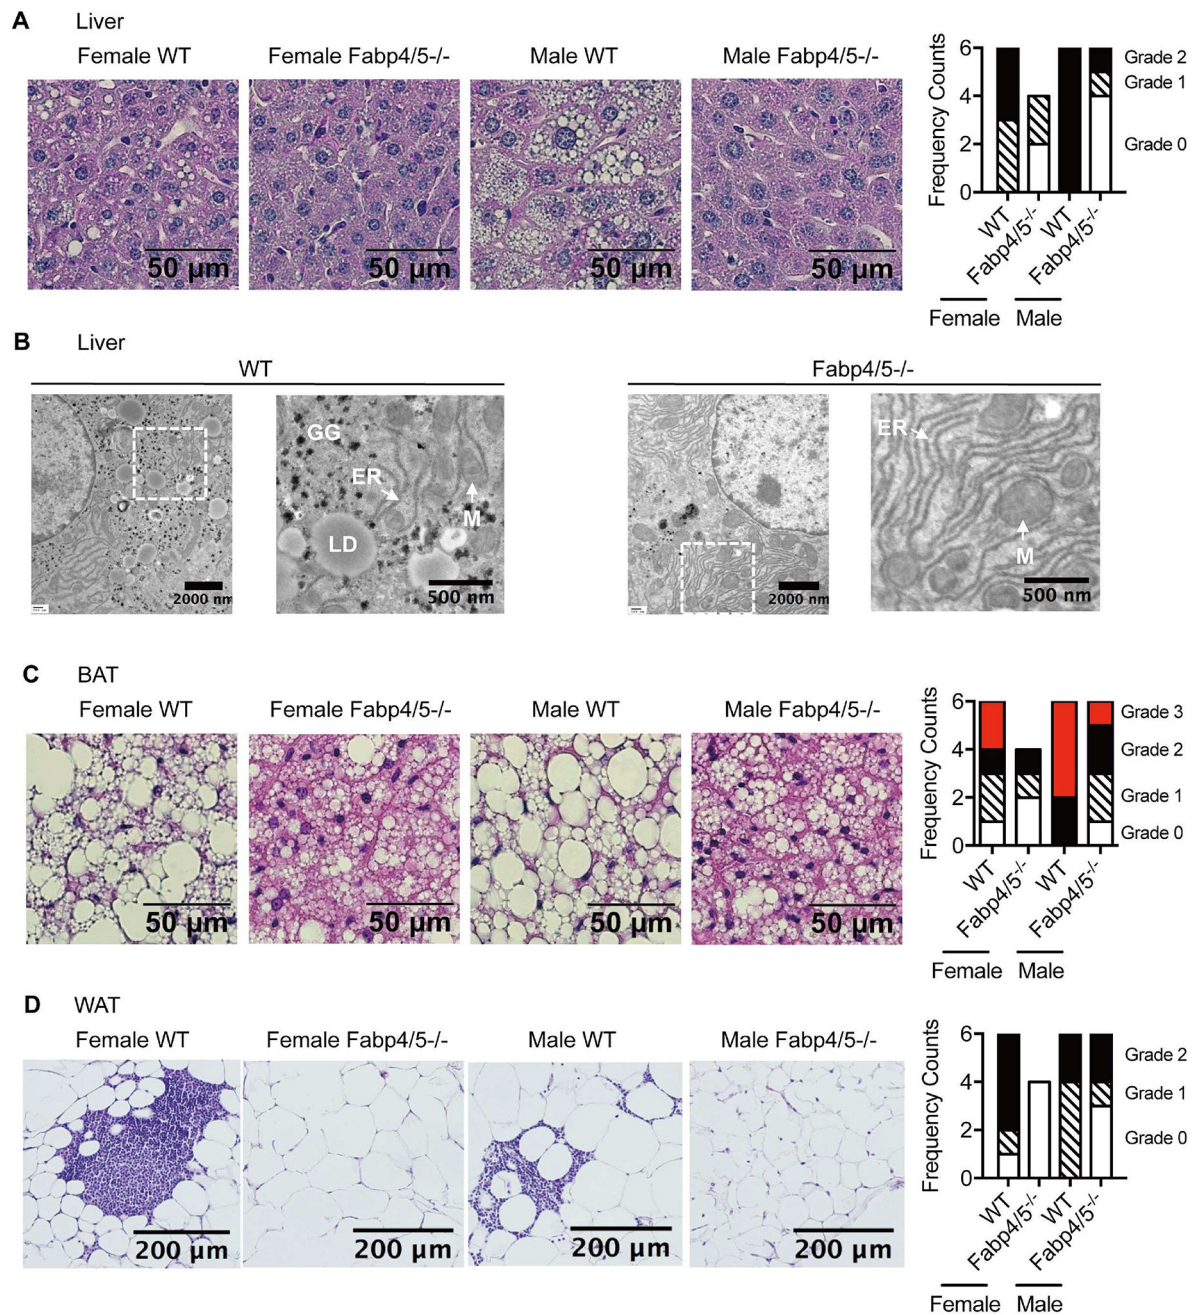 A Liver
Female WT Female Fabp4/5-/- Male WT Male Fabp4/5-/-
50 µm 50 µm 50 µm 50 µm
Frequency Counts
6
4
2
0
Grade 2
Grade 1
Grade 0
WT Fabp4/5-/- WT Fabp4/5-/-
Female Male
B Liver
WT Fabp4/5-/-
GG
ER
M
LD
2000 nm 500 nm
ER
M
2000 nm 500 nm
C BAT
Female WT Female Fabp4/5-/- Male WT Male Fabp4/5-/-
50 µm 50 µm 50 µm 50 µm
Frequency Counts
6
4
2
0
Grade 3
Grade 2
Grade 1
Grade 0
WT Fabp4/5-/- WT Fabp4/5-/-
Female Male
D WAT
Female WT Female Fabp4/5-/- Male WT Male Fabp4/5-/-
200 µm 200 µm 200 µm 200 µm
Frequency Counts
6
4
2
0
Grade 2
Grade 1
Grade 0
WT Fabp4/5-/- WT Fabp4/5-/-
Female Male